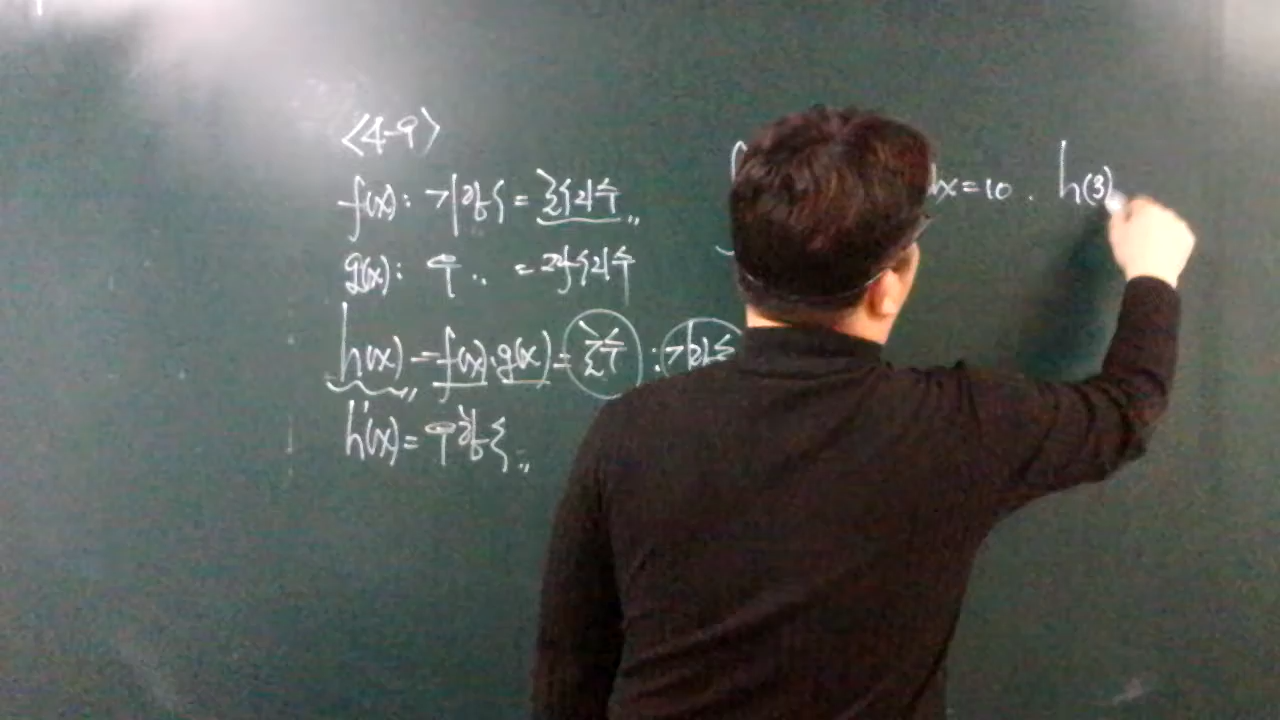 <4-9>
f(x): 기함수 = 홀수차수
g(x): 우 〃 = 짝수차수
h(x) = f(x)·g(x) = 홀수 : 기함수
h'(x) = 우함수
dx=10. h(3)